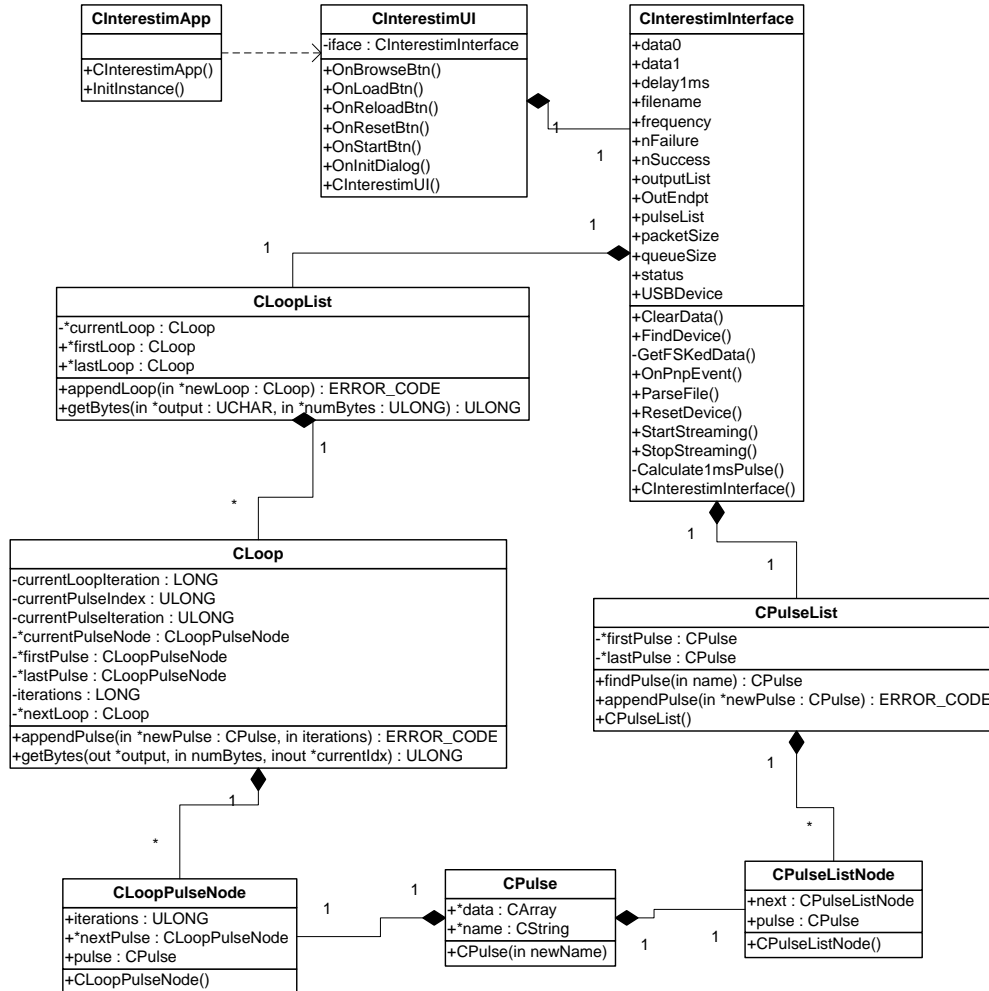 CInterestimApp
+CInterestimApp()
+InitInstance()
CInterestimUI
-iface : CInterestimInterface
+OnBrowseBtn()
+OnLoadBtn()
+OnReloadBtn()
+OnResetBtn()
+OnStartBtn()
+OnInitDialog()
+CInterestimUI()
1
1
CInterestimInterface
+data0
+data1
+delay1ms
+filename
+frequency
+nFailure
+nSuccess
+outputList
+OutEndpt
+pulseList
+packetSize
+queueSize
+status
+USBDevice
+ClearData()
+FindDevice()
-GetFSKedData()
+OnPnpEvent()
+ParseFile()
+ResetDevice()
+StartStreaming()
+StopStreaming()
-Calculate1msPulse()
+CInterestimInterface()
1
1
CLoopList
-*currentLoop : CLoop
+*firstLoop : CLoop
+*lastLoop : CLoop
+appendLoop(in *newLoop : CLoop) : ERROR_CODE
+getBytes(in *output : UCHAR, in *numBytes : ULONG) : ULONG
1
*
1
1
CLoop
-currentLoopIteration : LONG
-currentPulseIndex : ULONG
-currentPulseIteration : ULONG
-*currentPulseNode : CLoopPulseNode
-*firstPulse : CLoopPulseNode
-*lastPulse : CLoopPulseNode
-iterations : LONG
-*nextLoop : CLoop
+appendPulse(in *newPulse : CPulse, in iterations) : ERROR_CODE
+getBytes(out *output, in numBytes, inout *currentIdx) : ULONG
CPulseList
-*firstPulse : CPulse
-*lastPulse : CPulse
+findPulse(in name) : CPulse
+appendPulse(in *newPulse : CPulse) : ERROR_CODE
+CPulseList()
1
*
1
*
CLoopPulseNode
+iterations : ULONG
+*nextPulse : CLoopPulseNode
+pulse : CPulse
+CLoopPulseNode()
1
1
CPulse
+*data : CArray
+*name : CString
+CPulse(in newName)
1
1
CPulseListNode
+next : CPulseListNode
+pulse : CPulse
+CPulseListNode()